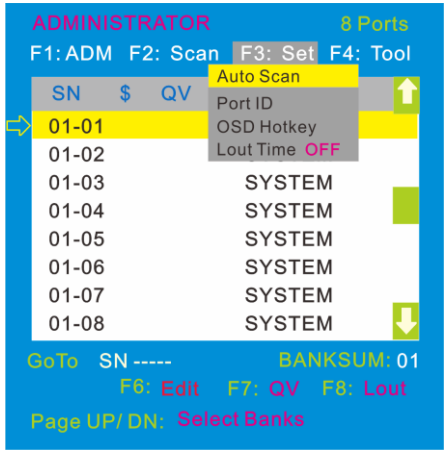 ADMINISTRATOR 8 Ports
F1: ADM F2: Scan F3: Set F4: Tool
Auto Scan
SN $ QV
Port ID
01-01
OSD Hotkey
Lout Time OFF
01-02
01-03 SYSTEM
01-04 SYSTEM
01-05 SYSTEM
01-06 SYSTEM
01-07 SYSTEM
01-08 SYSTEM
GoTo SN ----- BANKSUM: 01
F6: Edit F7: QV F8: Lout
Page UP/ DN: Select Banks